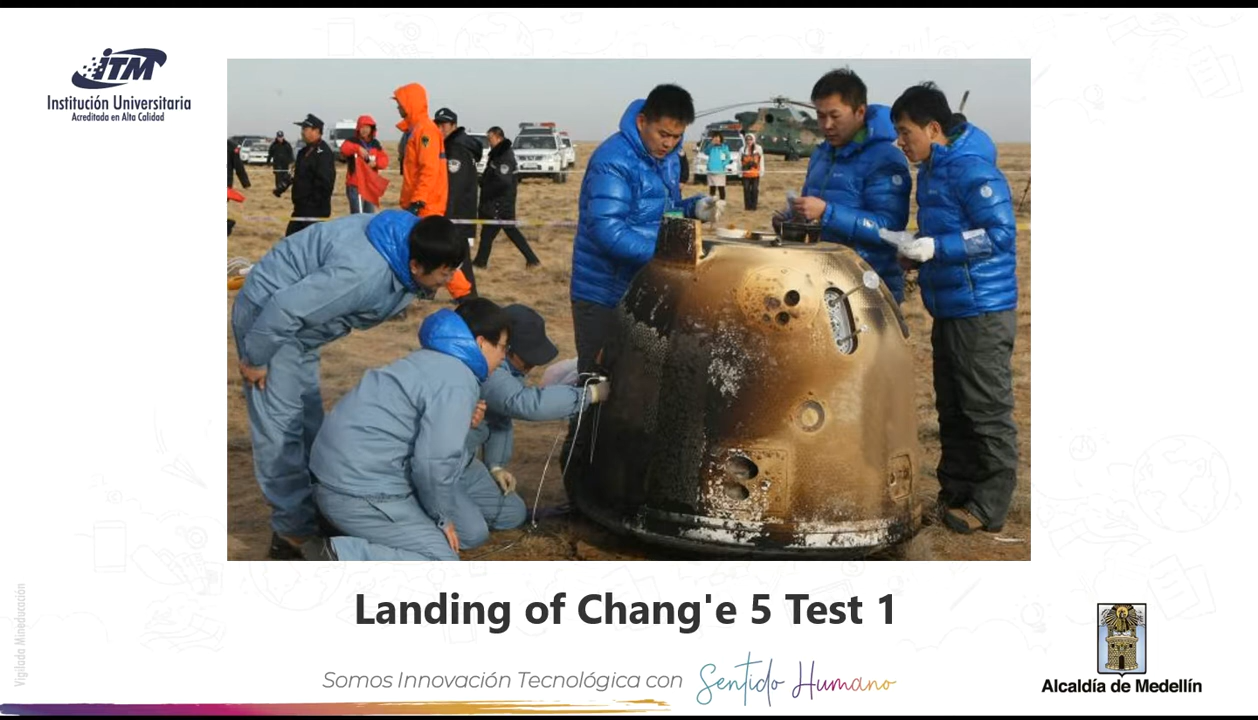 iTM
Institución Universitaria
Acreditada en Alta Calidad
Landing of Chang'e 5 Test 1
Somos Innovación Tecnológica con Sentido Humano
Alcaldía de Medellín
Vigilada Mineducación